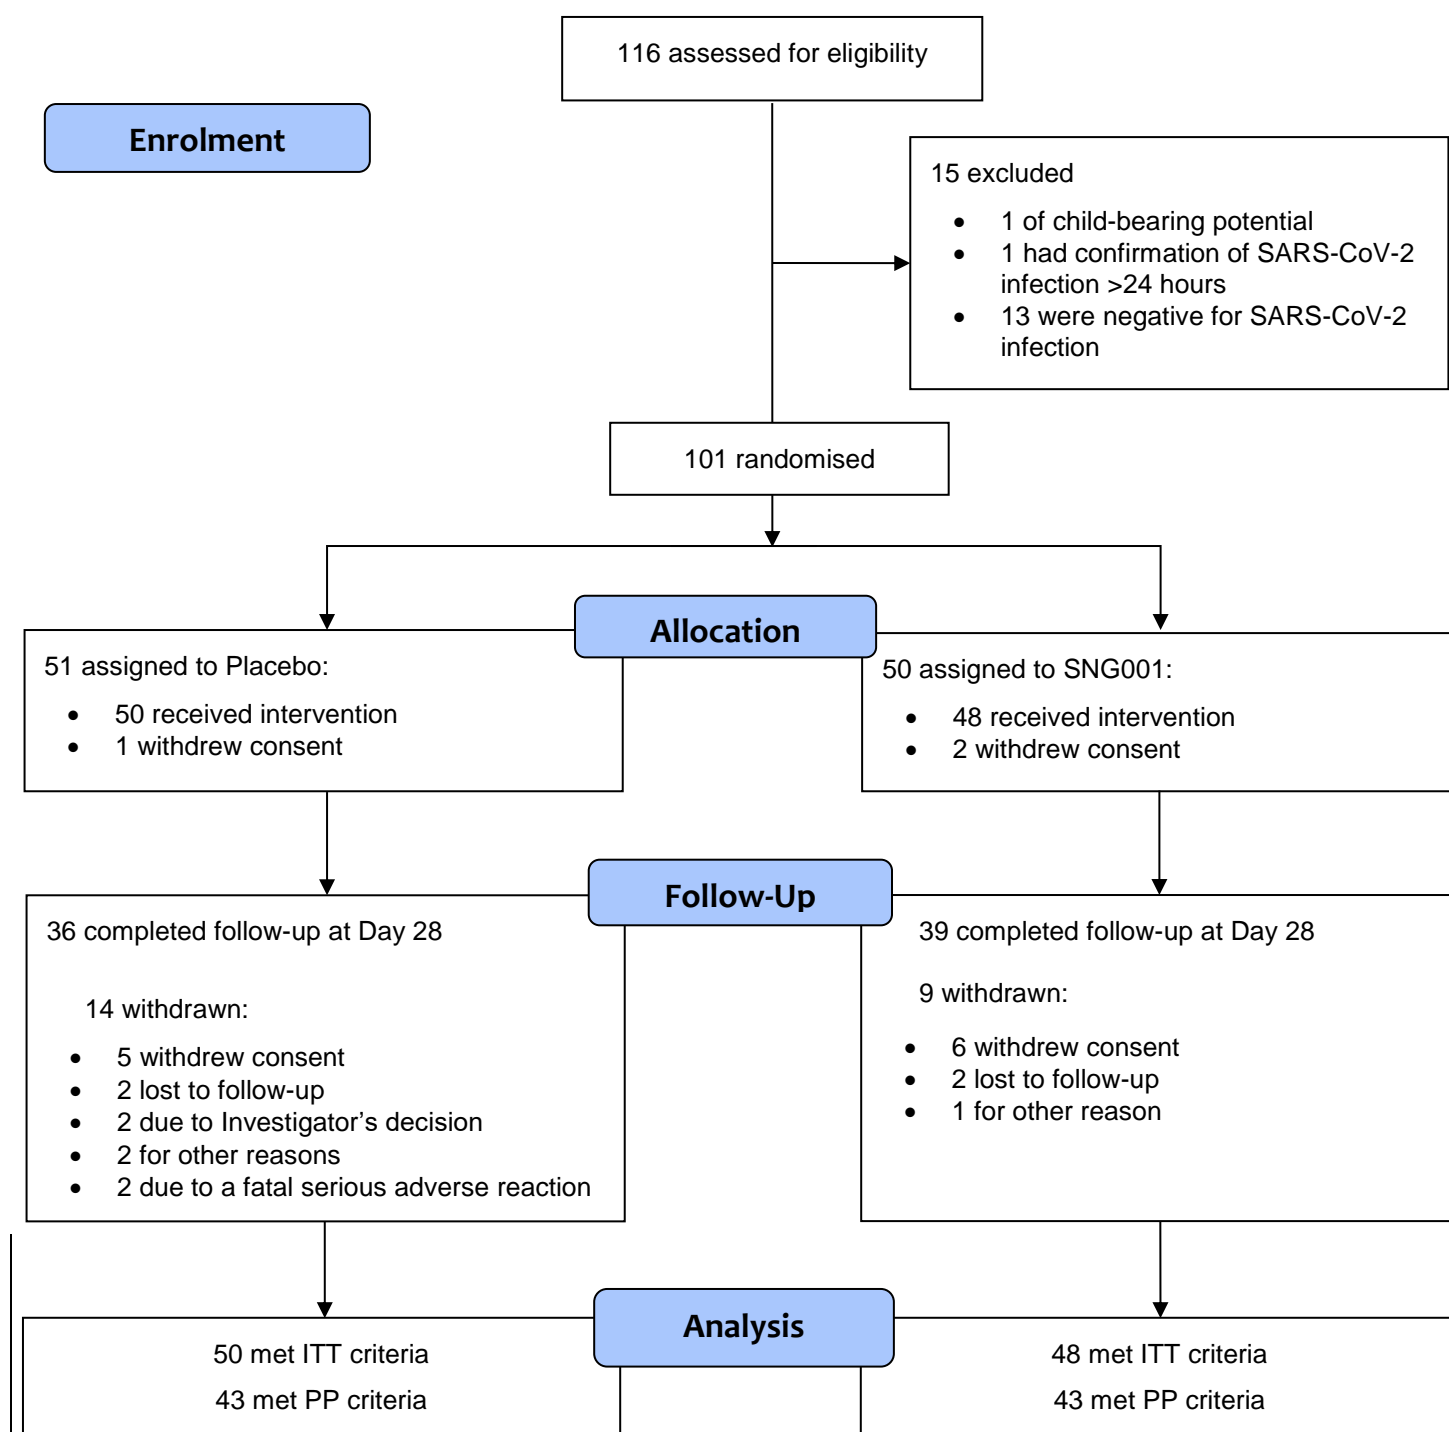 116 assessed for eligibility
Enrolment
15 excluded
• 1 of child-bearing potential
• 1 had confirmation of SARS-CoV-2
infection >24 hours
• 13 were negative for SARS-CoV-2
infection
101 randomised
Allocation
51 assigned to Placebo:
• 50 received intervention
• 1 withdrew consent
50 assigned to SNG001:
• 48 received intervention
• 2 withdrew consent
Follow-Up
36 completed follow-up at Day 28
14 withdrawn:
• 5 withdrew consent
• 2 lost to follow-up
• 2 due to Investigator’s decision
• 2 for other reasons
• 2 due to a fatal serious adverse reaction
39 completed follow-up at Day 28
9 withdrawn:
• 6 withdrew consent
• 2 lost to follow-up
• 1 for other reason
Analysis
50 met ITT criteria
43 met PP criteria
48 met ITT criteria
43 met PP criteria